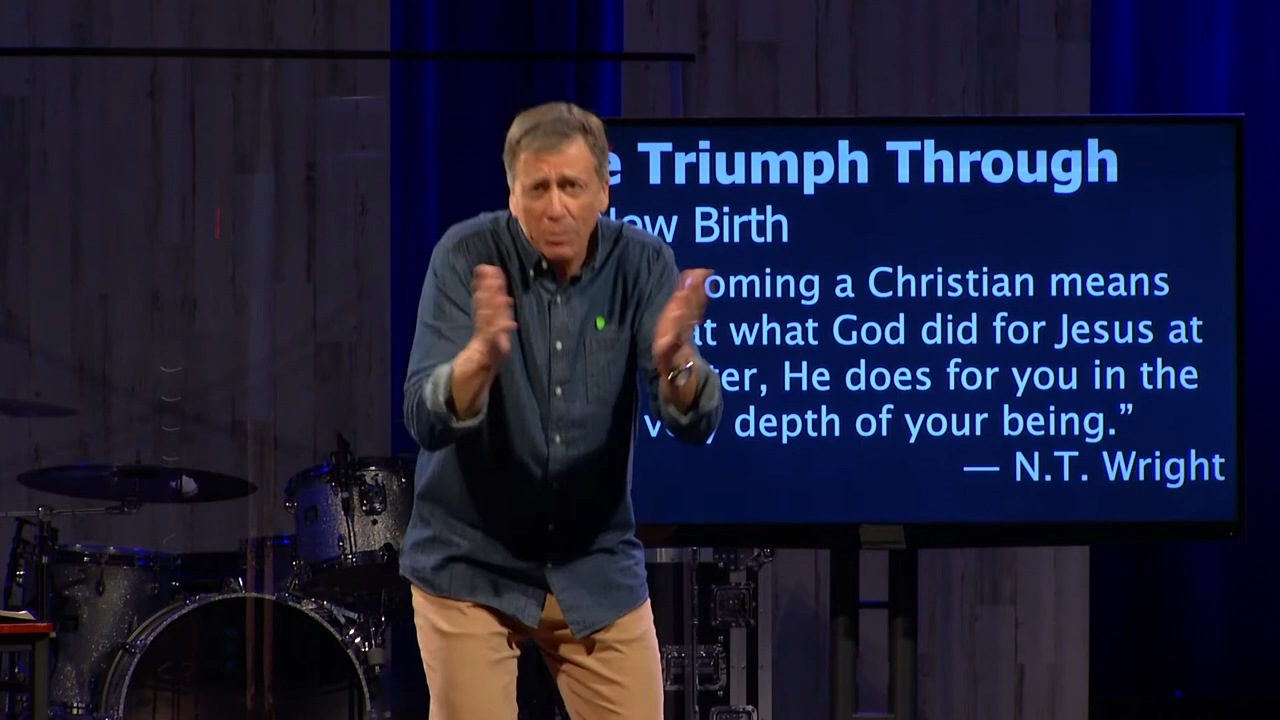 Triumph Through
New Birth
coming a Christian means
at what God did for Jesus at
ter, He does for you in the
very depth of your being.”
— N.T. Wright